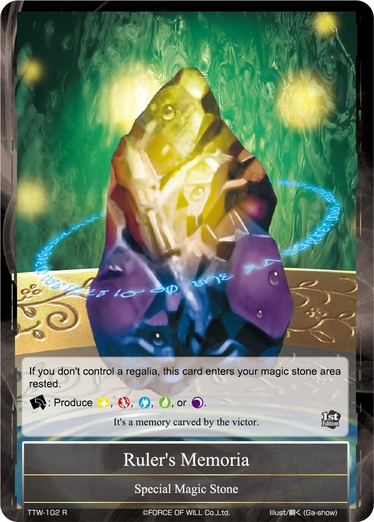 If you don't control a regalia, this card enters your magic stone area
rested.
: Produce , , , , or .
It's a memory carved by the victor.
1st
Edition
Ruler's Memoria
Special Magic Stone
TTW-102 R ©FORCE OF WILL Co.,Ltd. Illust/ (Ga-show)